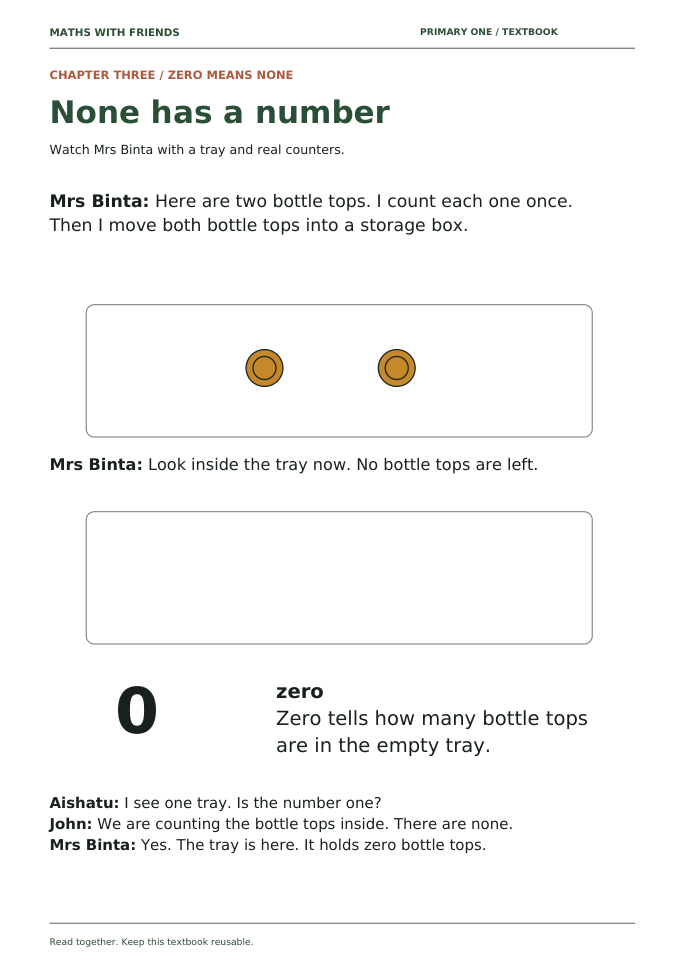 MATHS WITH FRIENDS
PRIMARY ONE / TEXTBOOK
CHAPTER THREE / ZERO MEANS NONE
None has a number
Watch Mrs Binta with a tray and real counters.
Mrs Binta: Here are two bottle tops. I count each one once.
Then I move both bottle tops into a storage box.
Mrs Binta: Look inside the tray now. No bottle tops are left.
0
zero
Zero tells how many bottle tops
are in the empty tray.
Aishatu: I see one tray. Is the number one?
John: We are counting the bottle tops inside. There are none.
Mrs Binta: Yes. The tray is here. It holds zero bottle tops.
Read together. Keep this textbook reusable.